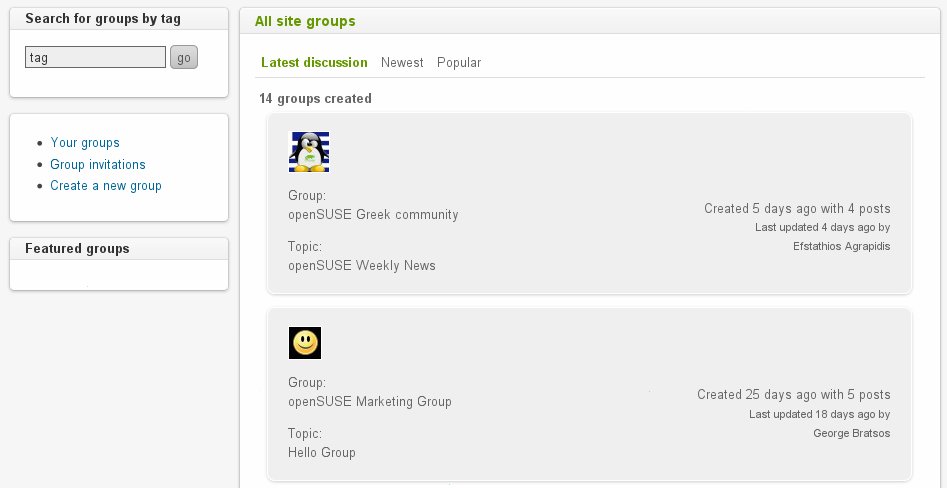 Search for groups by tag
tag
go
Your groups
Group invitations
Create a new group
Featured groups
All site groups
Latest discussion Newest Popular
14 groups created
Group:
openSUSE Greek community
Topic:
openSUSE Weekly News
Created 5 days ago with 4 posts
Last updated 4 days ago by
Efstathios Agrapidis
Group:
openSUSE Marketing Group
Topic:
Hello Group
Created 25 days ago with 5 posts
Last updated 18 days ago by
George Bratsos